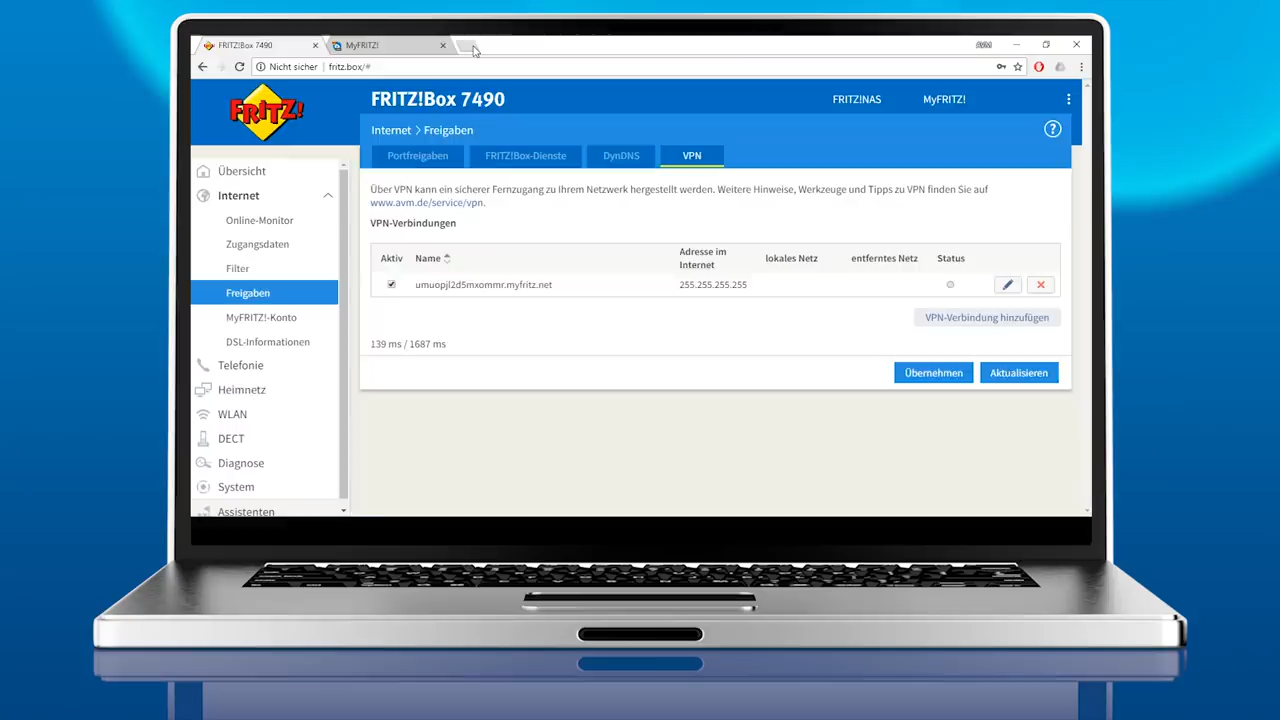 FRITZ!Box 7490
MyFRITZ!
Nicht sicher
fritz.box/#
FRITZ!
FRITZ!Box 7490
FRITZ!NAS
MyFRITZ!
Internet > Freigaben
?
Portfreigaben
FRITZ!Box-Dienste
DynDNS
VPN
Übersicht
Internet
Online-Monitor
Zugangsdaten
Filter
Freigaben
MyFRITZ!-Konto
DSL-Informationen
Telefonie
Heimnetz
WLAN
DECT
Diagnose
System
Assistenten
Über VPN kann ein sicherer Fernzugang zu Ihrem Netzwerk hergestellt werden. Weitere Hinweise, Werkzeuge und Tipps zu VPN finden Sie auf
www.avm.de/service/vpn.
VPN-Verbindungen
Aktiv
Name
Adresse im
Internet
lokales Netz
entferntes Netz
Status
umuopjl2d5mxommr.myfritz.net
255.255.255.255
VPN-Verbindung hinzufügen
139 ms / 1687 ms
Übernehmen
Aktualisieren